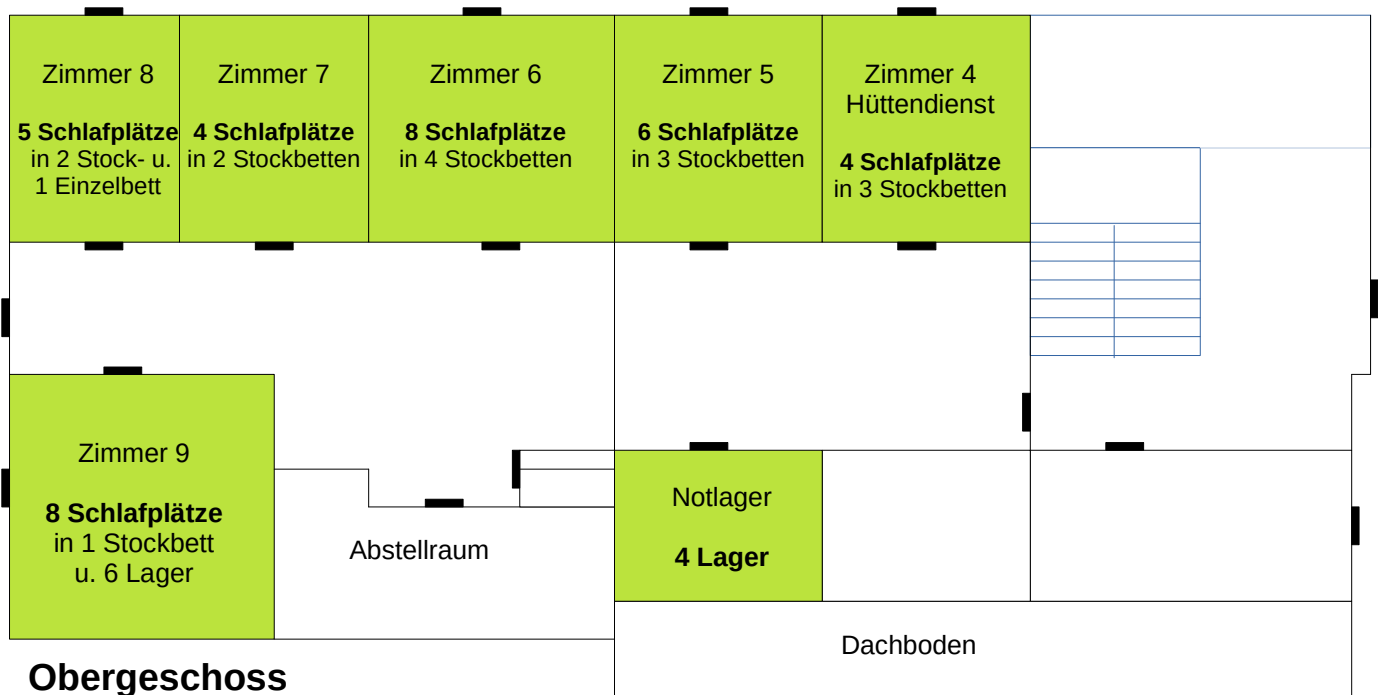 Zimmer 8
5 Schlafplätze
in 2 Stock- u.
1 Einzelbett
Zimmer 7
4 Schlafplätze
in 2 Stockbetten
Zimmer 6
8 Schlafplätze
in 4 Stockbetten
Zimmer 5
6 Schlafplätze
in 3 Stockbetten
Zimmer 4
Hüttendienst
4 Schlafplätze
in 3 Stockbetten
Zimmer 9
8 Schlafplätze
in 1 Stockbett
u. 6 Lager
Abstellraum
Notlager
4 Lager
Dachboden
Obergeschoss